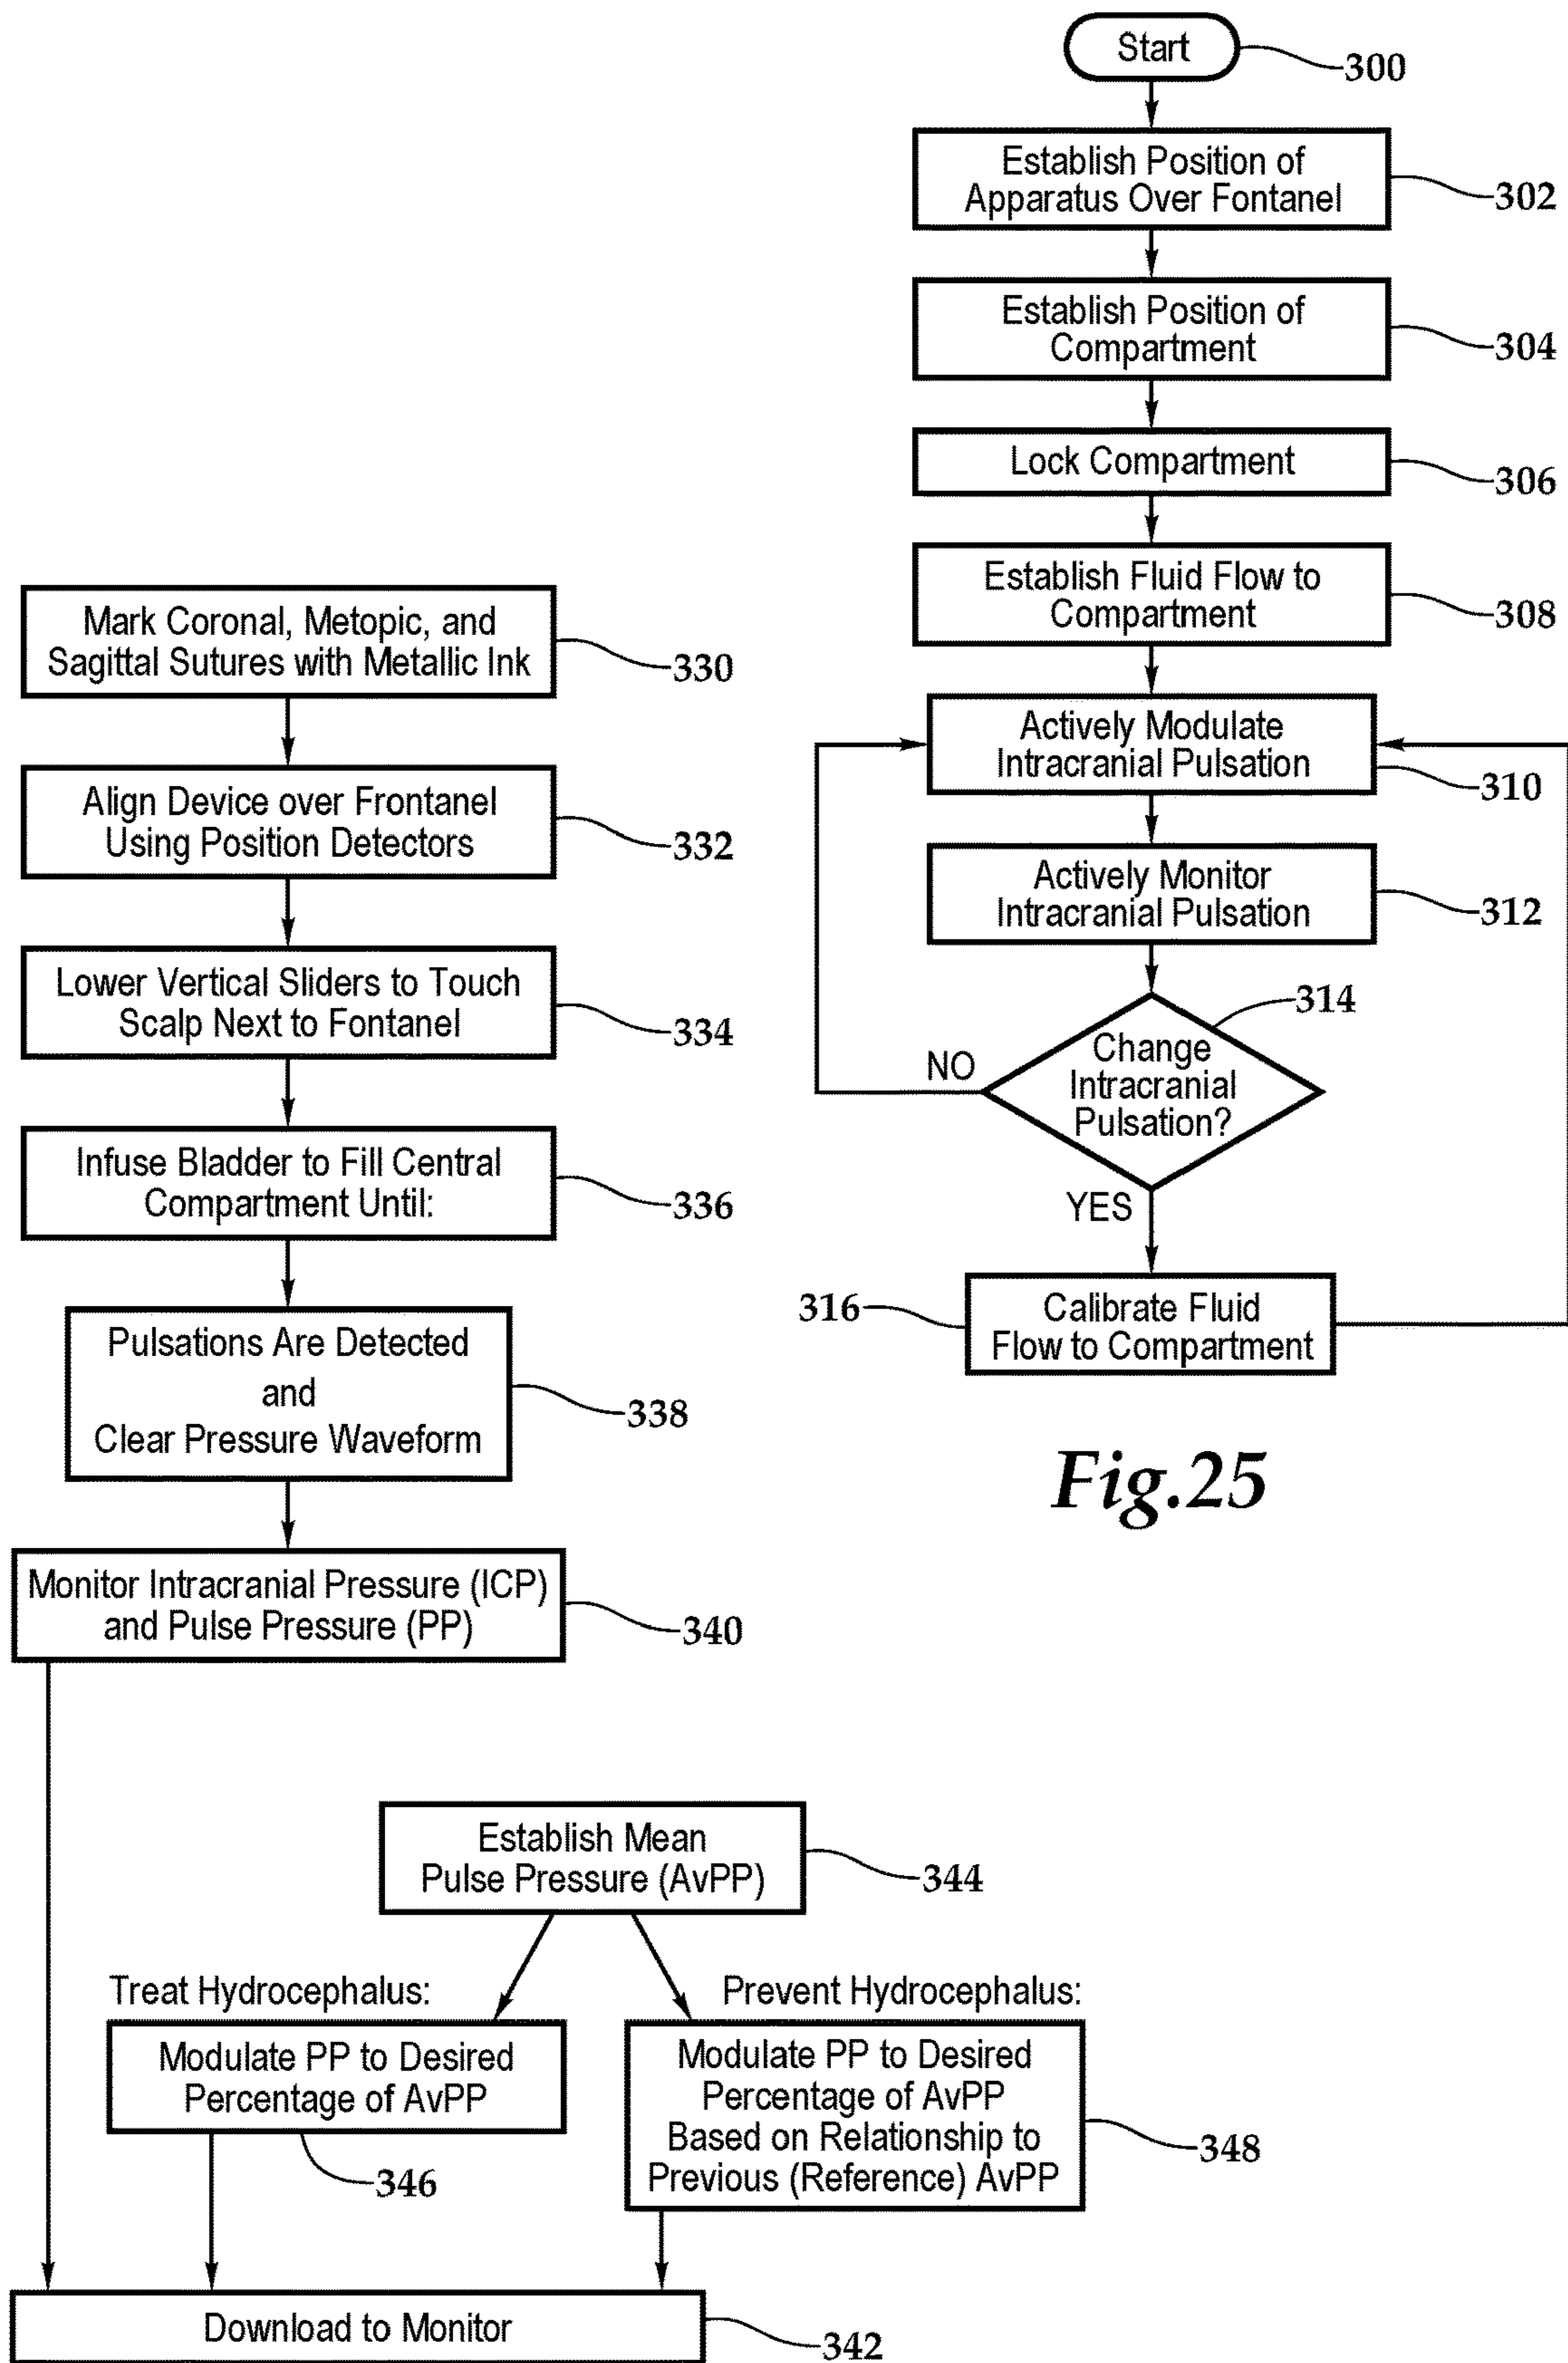 Start
300
Establish Position of
Apparatus Over Fontanel
302
Establish Position of
Compartment
304
Lock Compartment
306
Establish Fluid Flow to
Compartment
308
Actively Modulate
Intracranial Pulsation
310
Actively Monitor
Intracranial Pulsation
312
314
Change
Intracranial
Pulsation?
NO
YES
316
Calibrate Fluid
Flow to Compartment
Fig.25
Mark Coronal, Metopic, and
Sagittal Sutures with Metallic Ink
330
Align Device over Frontanel
Using Position Detectors
332
Lower Vertical Sliders to Touch
Scalp Next to Fontanel
334
Infuse Bladder to Fill Central
Compartment Until:
336
Pulsations Are Detected
and
Clear Pressure Waveform
338
Monitor Intracranial Pressure (ICP)
and Pulse Pressure (PP)
340
Establish Mean
Pulse Pressure (AvPP)
344
Treat Hydrocephalus:
Modulate PP to Desired
Percentage of AvPP
346
Prevent Hydrocephalus:
Modulate PP to Desired
Percentage of AvPP
Based on Relationship to
Previous (Reference) AvPP
348
Download to Monitor
342